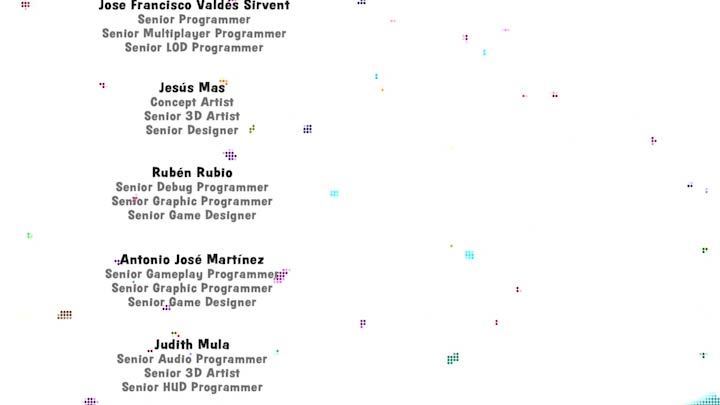 Jose Francisco Valdés Sirvent
Senior Programmer
Senior Multiplayer Programmer
Senior LOD Programmer
Jesús Mas
Concept Artist
Senior 3D Artist
Senior Designer
Rubén Rubio
Senior Debug Programmer
Senior Graphic Programmer
Senior Game Designer
Antonio José Martínez
Senior Gameplay Programmer
Senior Graphic Programmer
Senior Game Designer
Judith Mula
Senior Audio Programmer
Senior 3D Artist
Senior HUD Programmer